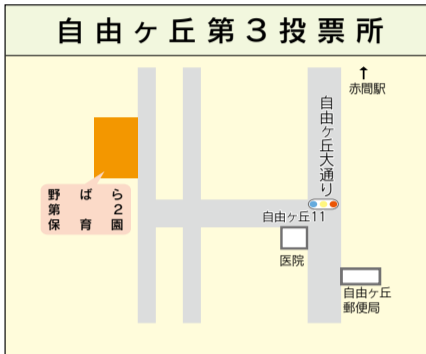 自由ヶ丘第3投票所
↑
赤間駅
自由ヶ丘大通り
野ばら
第2
保育園
自由ヶ丘11
医院
自由ヶ丘
郵便局